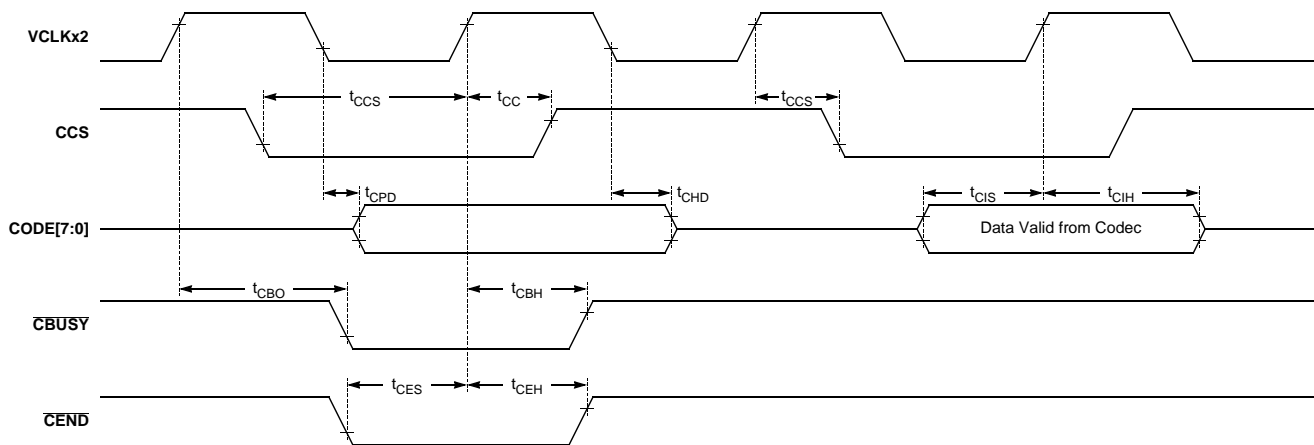 VCLKx2
tCCS
tCC
tCCS
CCS
tCPD
tCHD
tCIS
tCIH
CODE[7:0]
Data Valid from Codec
tCBO
tCBH
CBUSY
tCES
tCEH
CEND